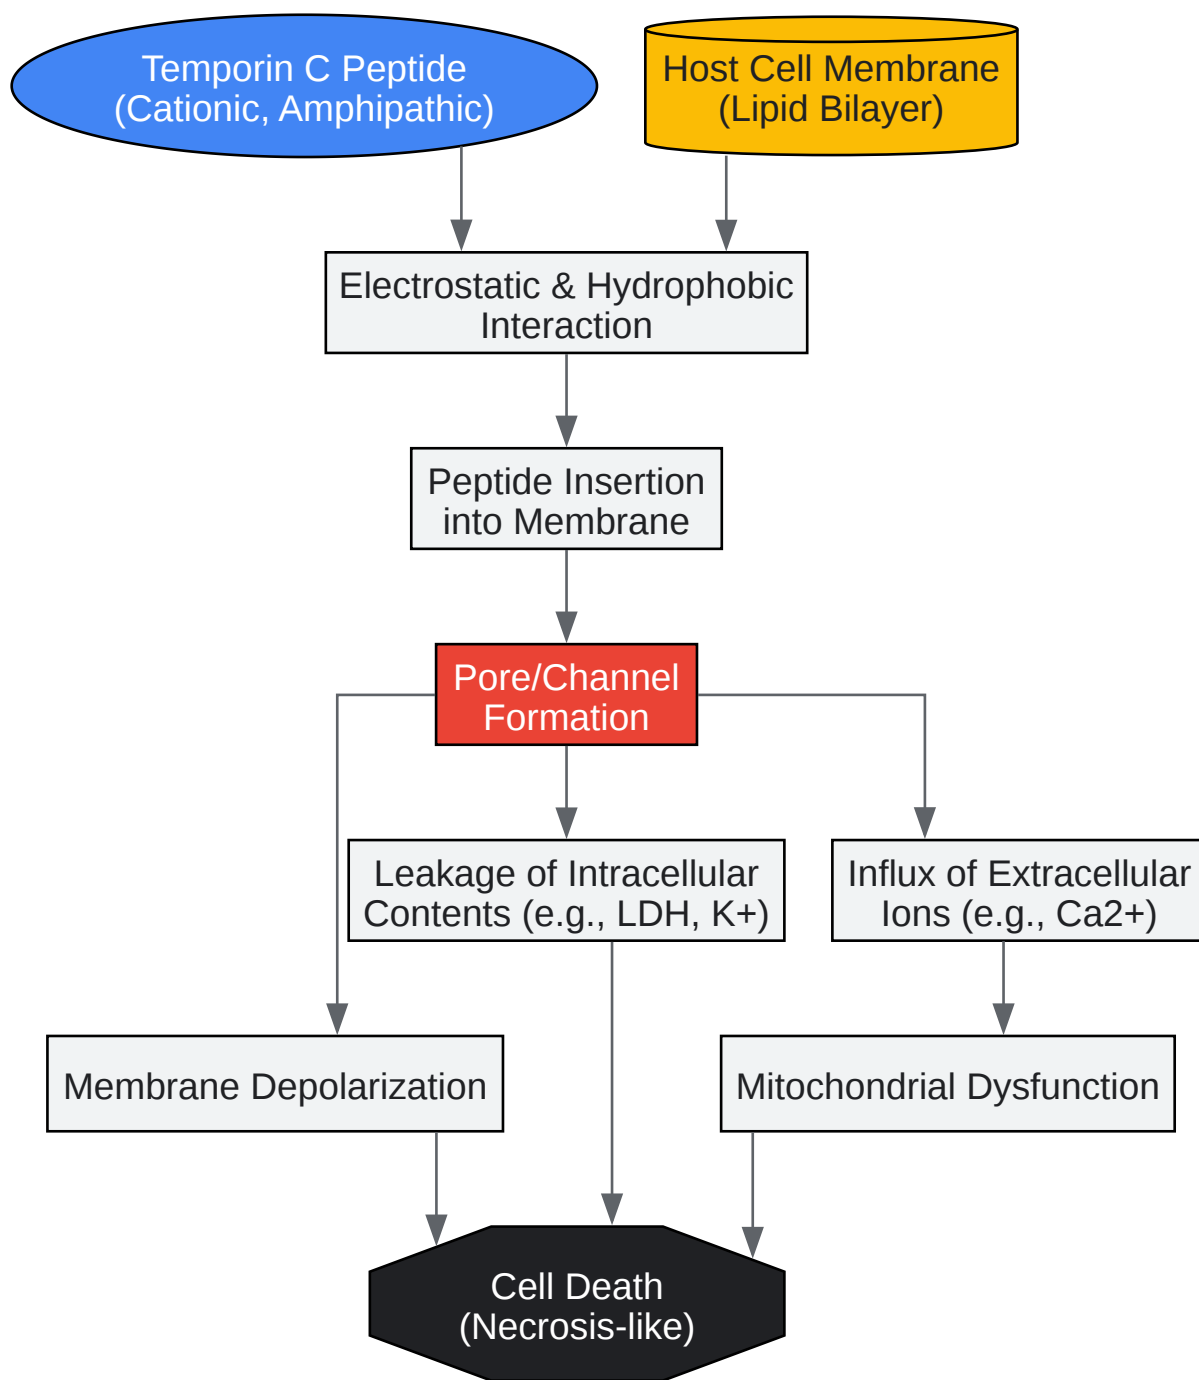 Temporin C Peptide
(Cationic, Amphipathic)
Host Cell Membrane
(Lipid Bilayer)
Electrostatic & Hydrophobic
Interaction
Peptide Insertion
into Membrane
Pore/Channel
Formation
Leakage of Intracellular
Contents (e.g., LDH, K+)
Influx of Extracellular
Ions (e.g., Ca2+)
Membrane Depolarization
Mitochondrial Dysfunction
Cell Death
(Necrosis-like)